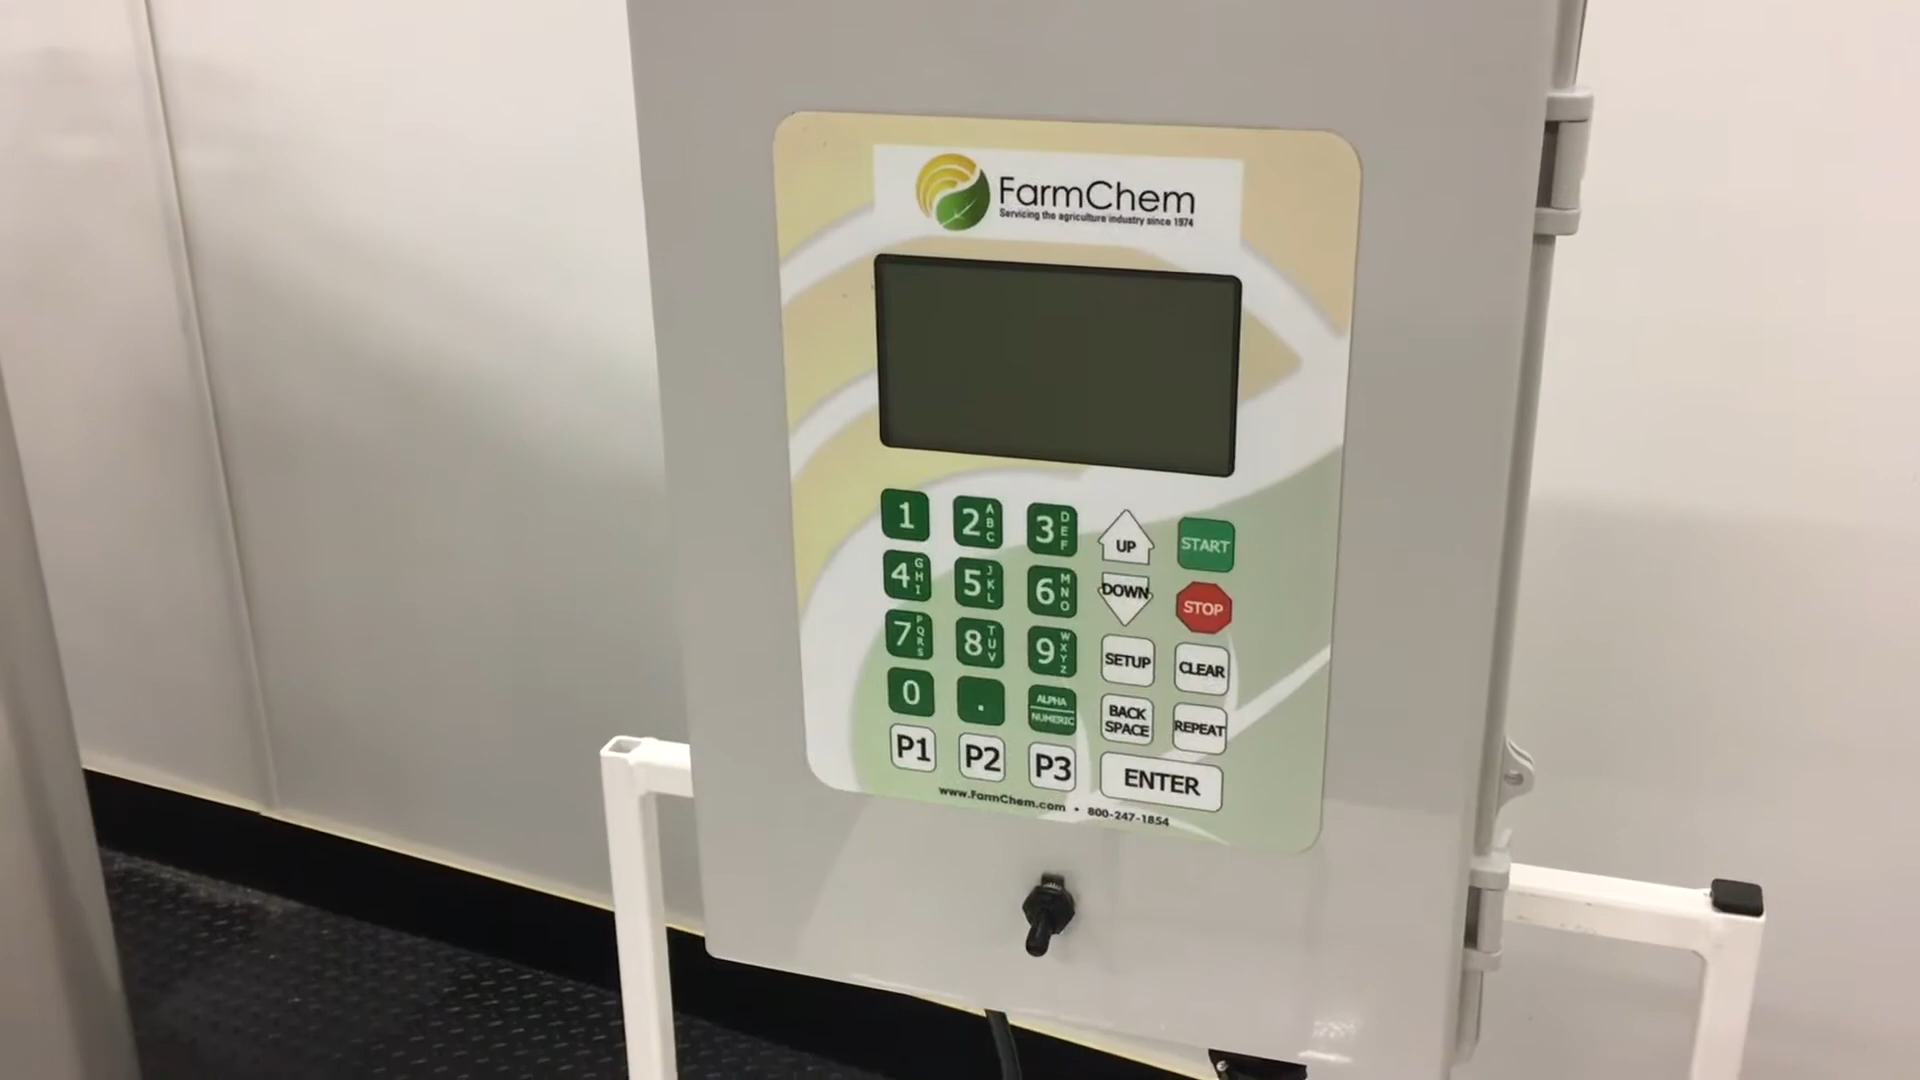 FarmChem
Servicing the agriculture industry since 1974
1
2 ABC
3 DEF
UP
START
4 GHI
5 JKL
6 MNO
DOWN
STOP
7 PQRS
8 TUV
9 WXYZ
SETUP
CLEAR
0
.
ALPHA
NUMERIC
BACK
SPACE
REPEAT
P1
P2
P3
ENTER
www.FarmChem.com • 800-247-1854